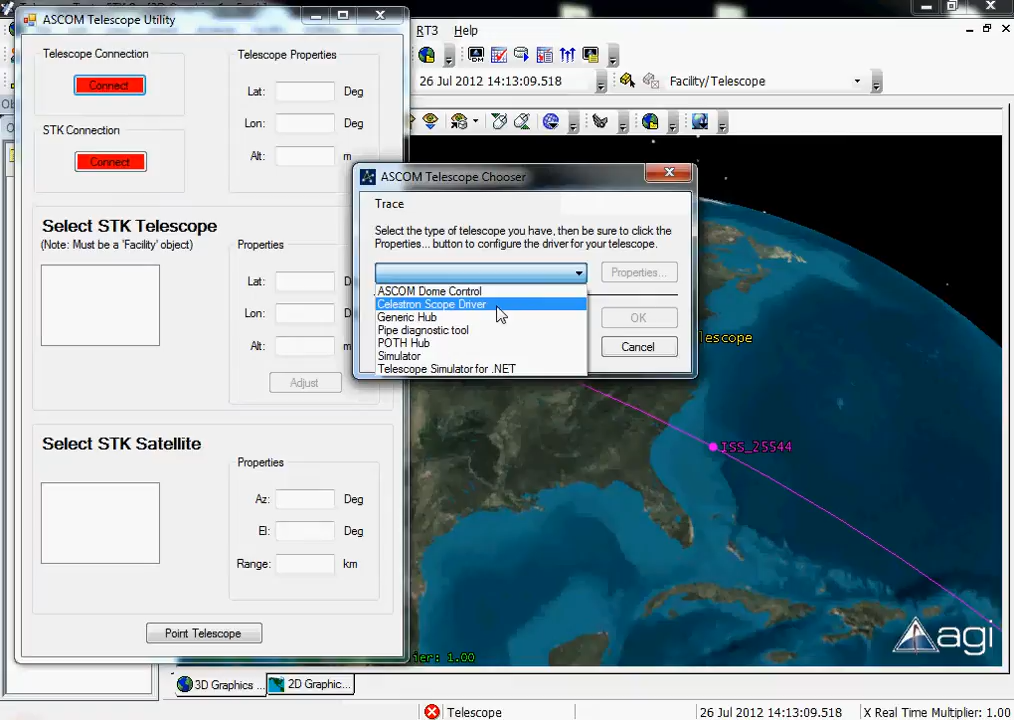 ASCOM Telescope Utility
Telescope Connection
Connect
STK Connection
Connect
Telescope Properties
Lat:
Deg
Lon:
Deg
Alt:
m
Select STK Telescope
(Note: Must be a 'Facility' object)
Properties
Lat:
Lon:
Alt:
Adjust
Select STK Satellite
Properties
Az:
Deg
El:
Deg
Range:
km
Point Telescope
RT3
Help
26 Jul 2012 14:13:09.518
Facility/Telescope
ASCOM Telescope Chooser
Trace
Select the type of telescope you have, then be sure to click the
Properties... button to configure the driver for your telescope.
Properties...
ASCOM Dome Control
Celestron Scope Driver
Generic Hub
Pipe diagnostic tool
POTH Hub
Simulator
Telescope Simulator for .NET
OK
Cancel
lescope
ISS_25544
agi
ier: 1.00
3D Graphics ...
2D Graphic...
Telescope
26 Jul 2012 14:13:09.518
X Real Time Multiplier: 1.00